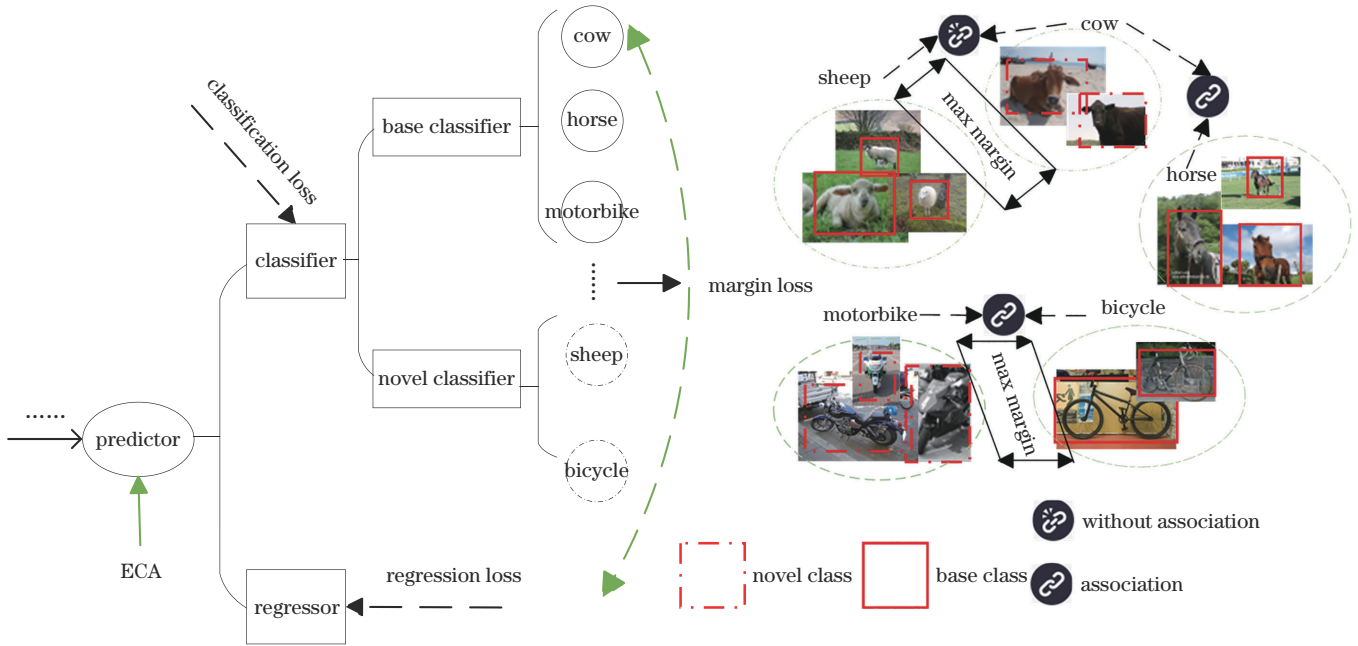 cow
horse
motorbike
······
sheep
bicycle
base classifier
novel classifier
classification loss
classifier
······
predictor
ECA
regressor
regression loss
margin loss
cow
sheep
max margin
horse
motorbike
bicycle
max margin
novel class
base class
without association
association